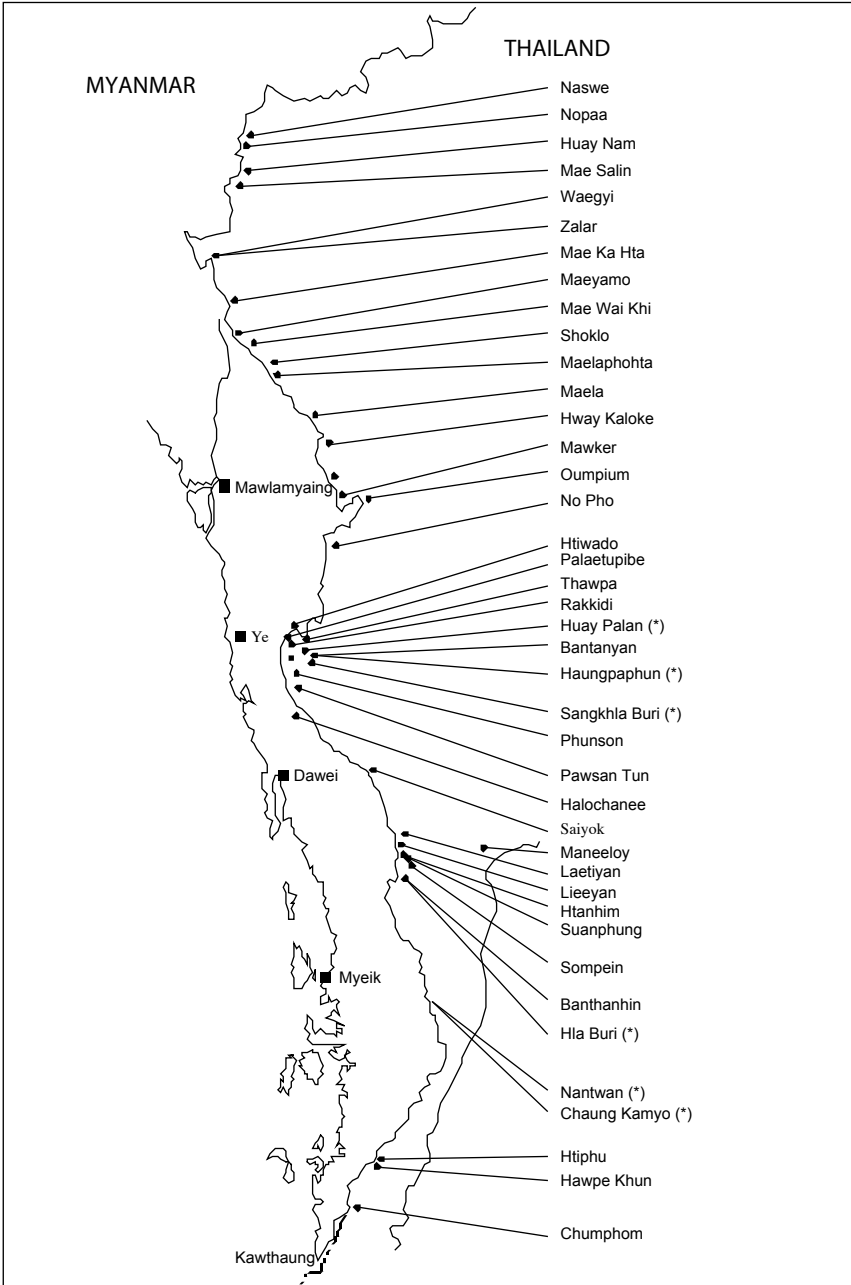 THAILAND
MYANMAR
Naswe
Nopaa
Huay Nam
Mae Salin
Waegyi
Zalar
Mae Ka Hta
Maeyamo
Mae Wai Khi
Shoklo
Maelaphohta
Maela
Hway Kaloke
Mawker
Oumpium
No Pho
Mawlamyaing
Htiwado
Palaetupibe
Thawpa
Rakkidi
Huay Palan (*)
Ye
Bantanyan
Haungpaphun (*)
Sangkhla Buri (*)
Phunson
Pawsan Tun
Dawei
Halochanee
Saiyok
Maneeloy
Laetiyan
Lieeyan
Htanhim
Suanphung
Sompein
Myeik
Banthanhin
Hla Buri (*)
Nantwan (*)
Chaung Kamyo (*)
Htiphu
Hawpe Khun
Chumphom
Kawthaung